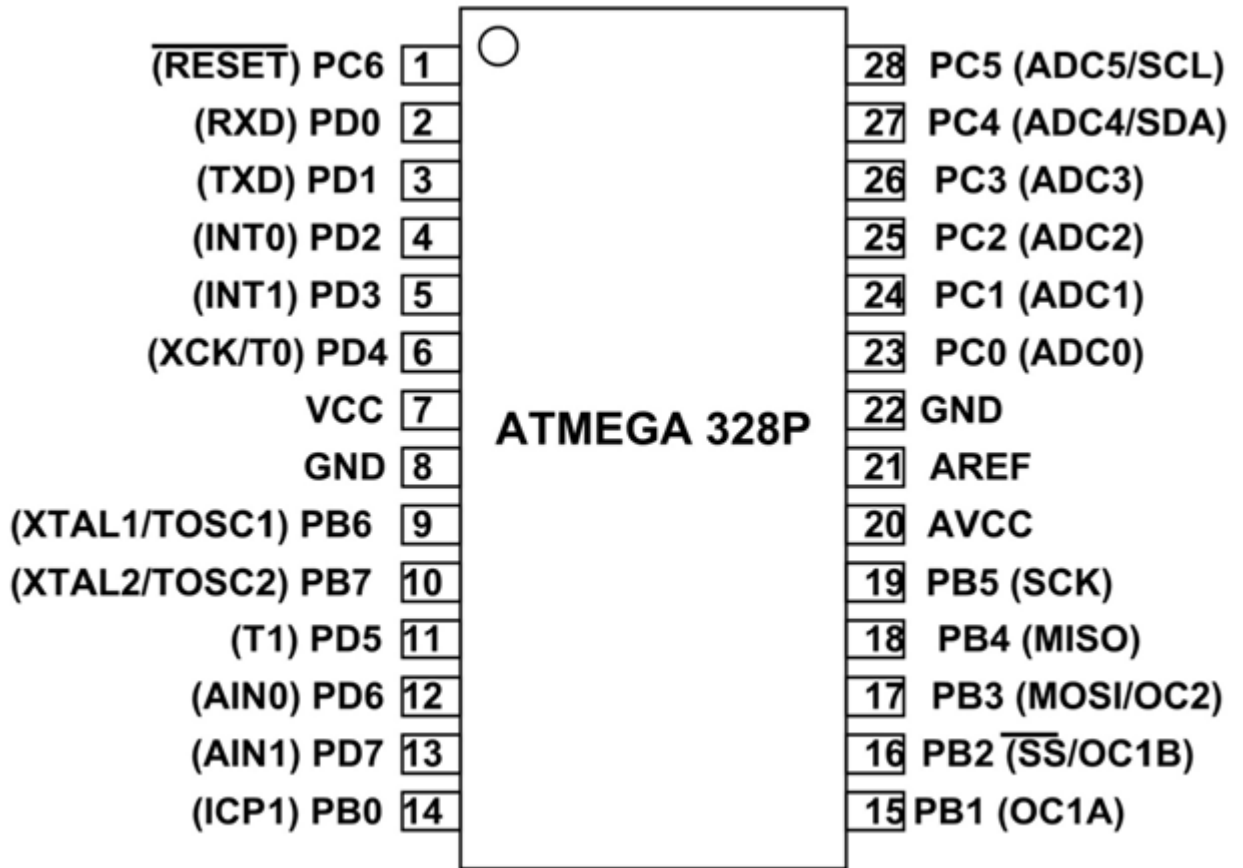 (RESET) PC6 1
(RXD) PD0 2
(TXD) PD1 3
(INT0) PD2 4
(INT1) PD3 5
(XCK/T0) PD4 6
VCC 7
GND 8
(XTAL1/TOSC1) PB6 9
(XTAL2/TOSC2) PB7 10
(T1) PD5 11
(AIN0) PD6 12
(AIN1) PD7 13
(ICP1) PB0 14
ATMEGA 328P
28 PC5 (ADC5/SCL)
27 PC4 (ADC4/SDA)
26 PC3 (ADC3)
25 PC2 (ADC2)
24 PC1 (ADC1)
23 PC0 (ADC0)
22 GND
21 AREF
20 AVCC
19 PB5 (SCK)
18 PB4 (MISO)
17 PB3 (MOSI/OC2)
16 PB2 (SS/OC1B)
15 PB1 (OC1A)